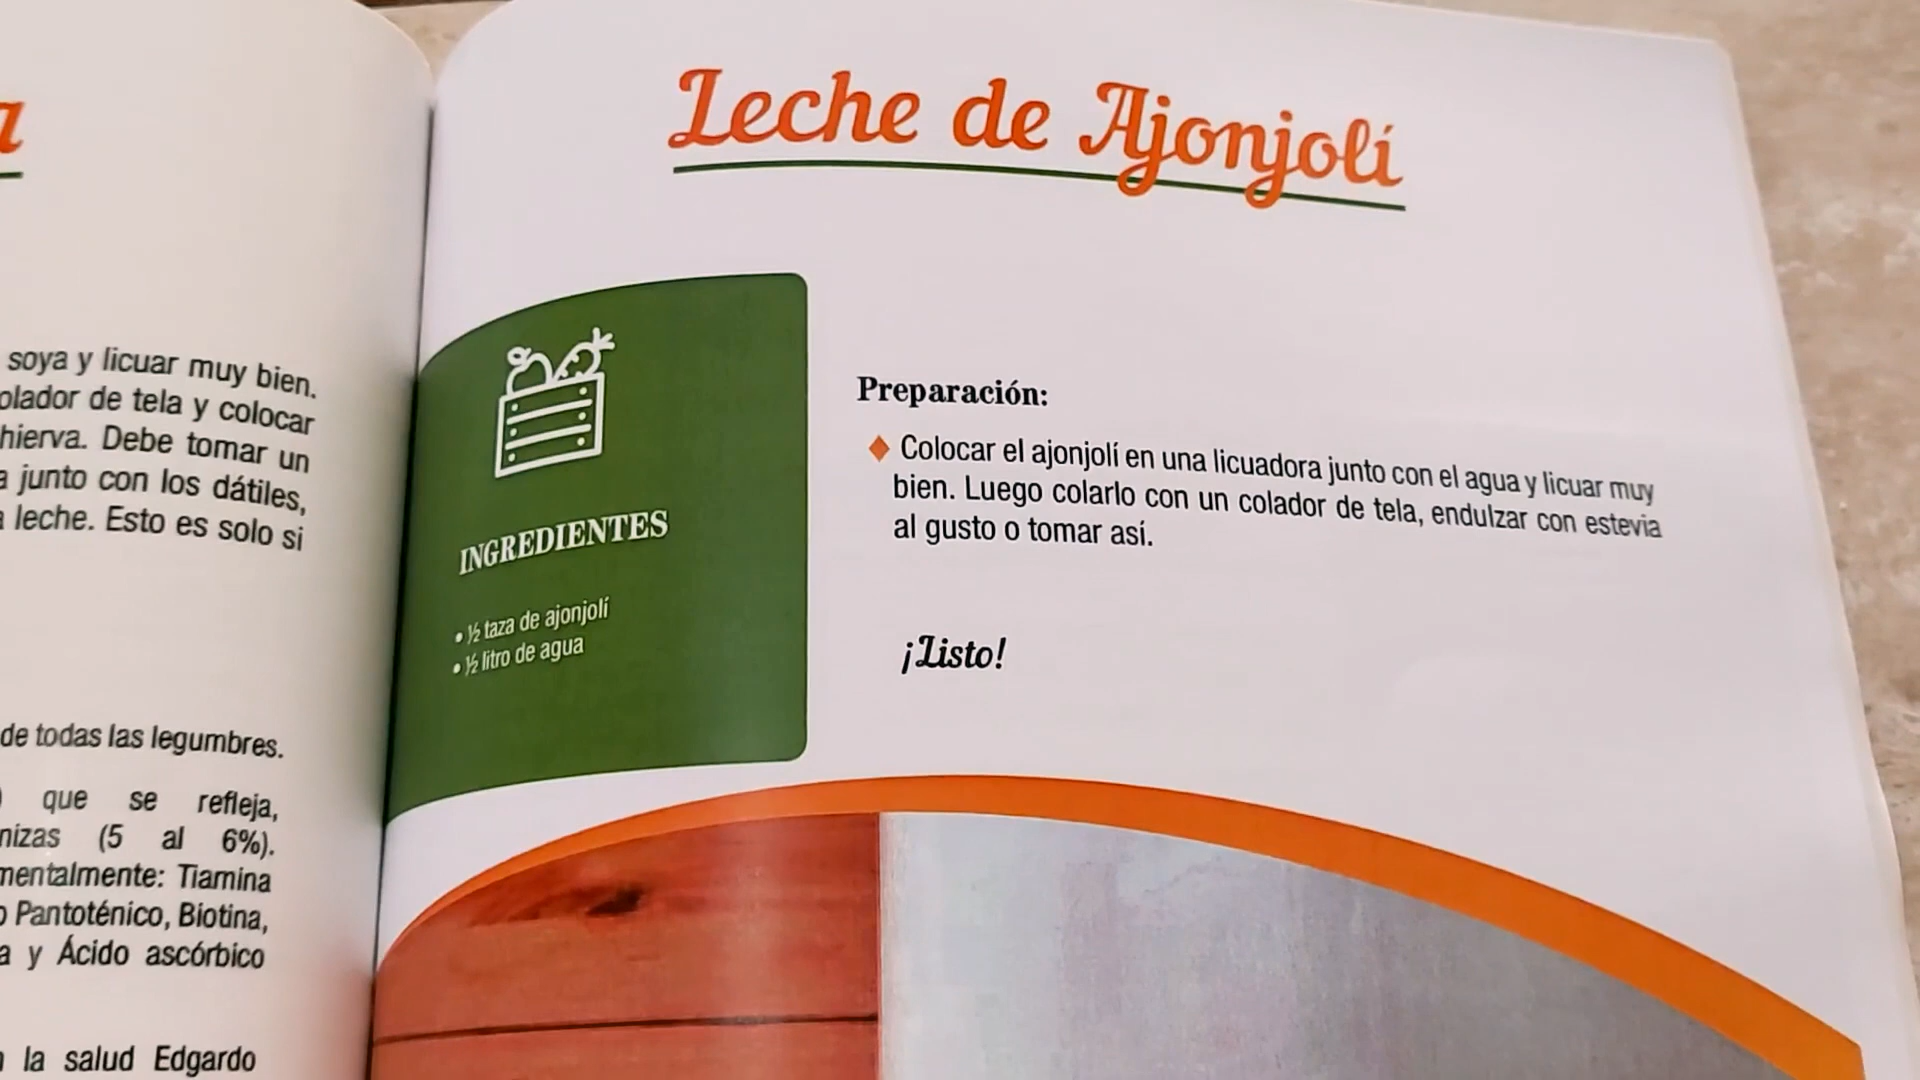 soya y licuar muy bien.
de tela y colocar
hierva. Debe tomar un
junto con los dátiles,
leche. Esto es solo si
de todas las legumbres.
que se refleja,
(5 al 6%).
Tiamina
Pantoténico, Biotina,
y Ácido ascórbico
la salud Edgardo
Leche de Ajonjolí
INGREDIENTES
• ½ taza de ajonjolí
• ½ litro de agua
Preparación:
Colocar el ajonjolí en una licuadora junto con el agua y licuar muy
bien. Luego colarlo con un colador de tela, endulzar con estevia
al gusto o tomar así.
¡Listo!